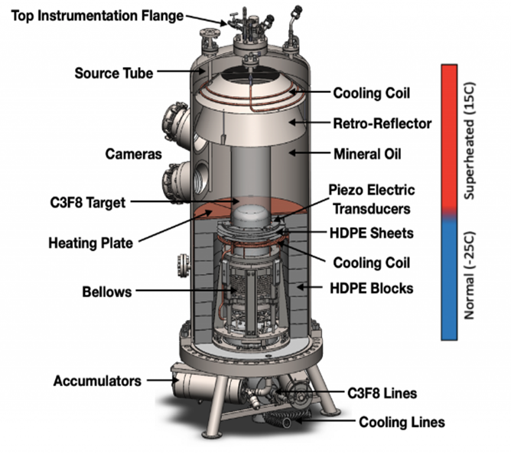 Top Instrumentation Flange
Source Tube
Cooling Coil
Retro-Reflector
Cameras
Mineral Oil
Piezo Electric
Transducers
C3F8 Target
HDPE Sheets
Heating Plate
Cooling Coil
Bellows
HDPE Blocks
Accumulators
C3F8 Lines
Cooling Lines
Superheated (15C)
Normal (-25C)